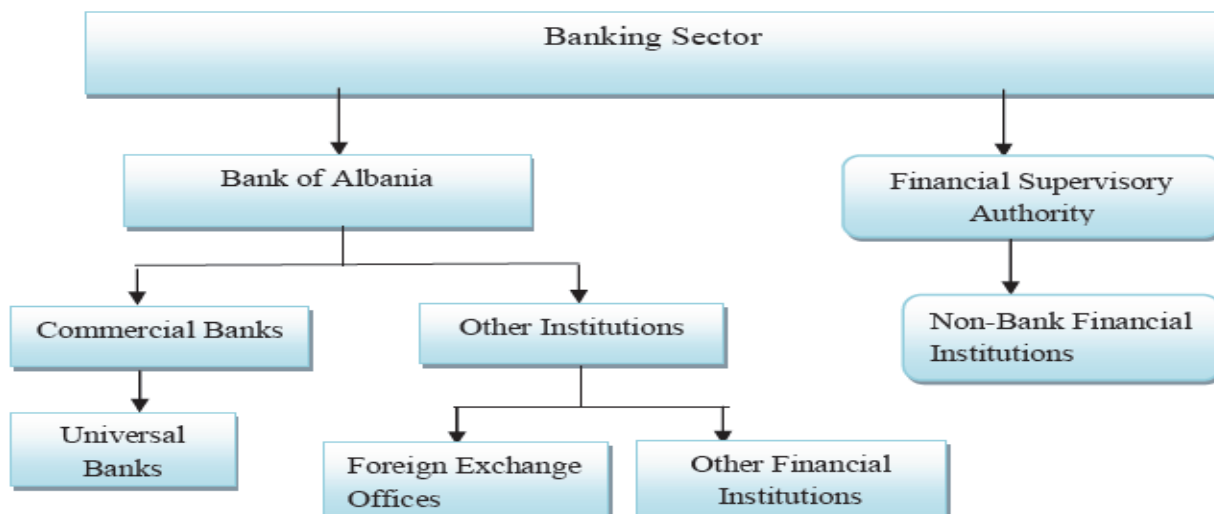 Banking Sector
Bank of Albania
Financial Supervisory
Authority
Commercial Banks
Other Institutions
Non-Bank Financial
Institutions
Universal
Banks
Foreign Exchange
Offices
Other Financial
Institutions